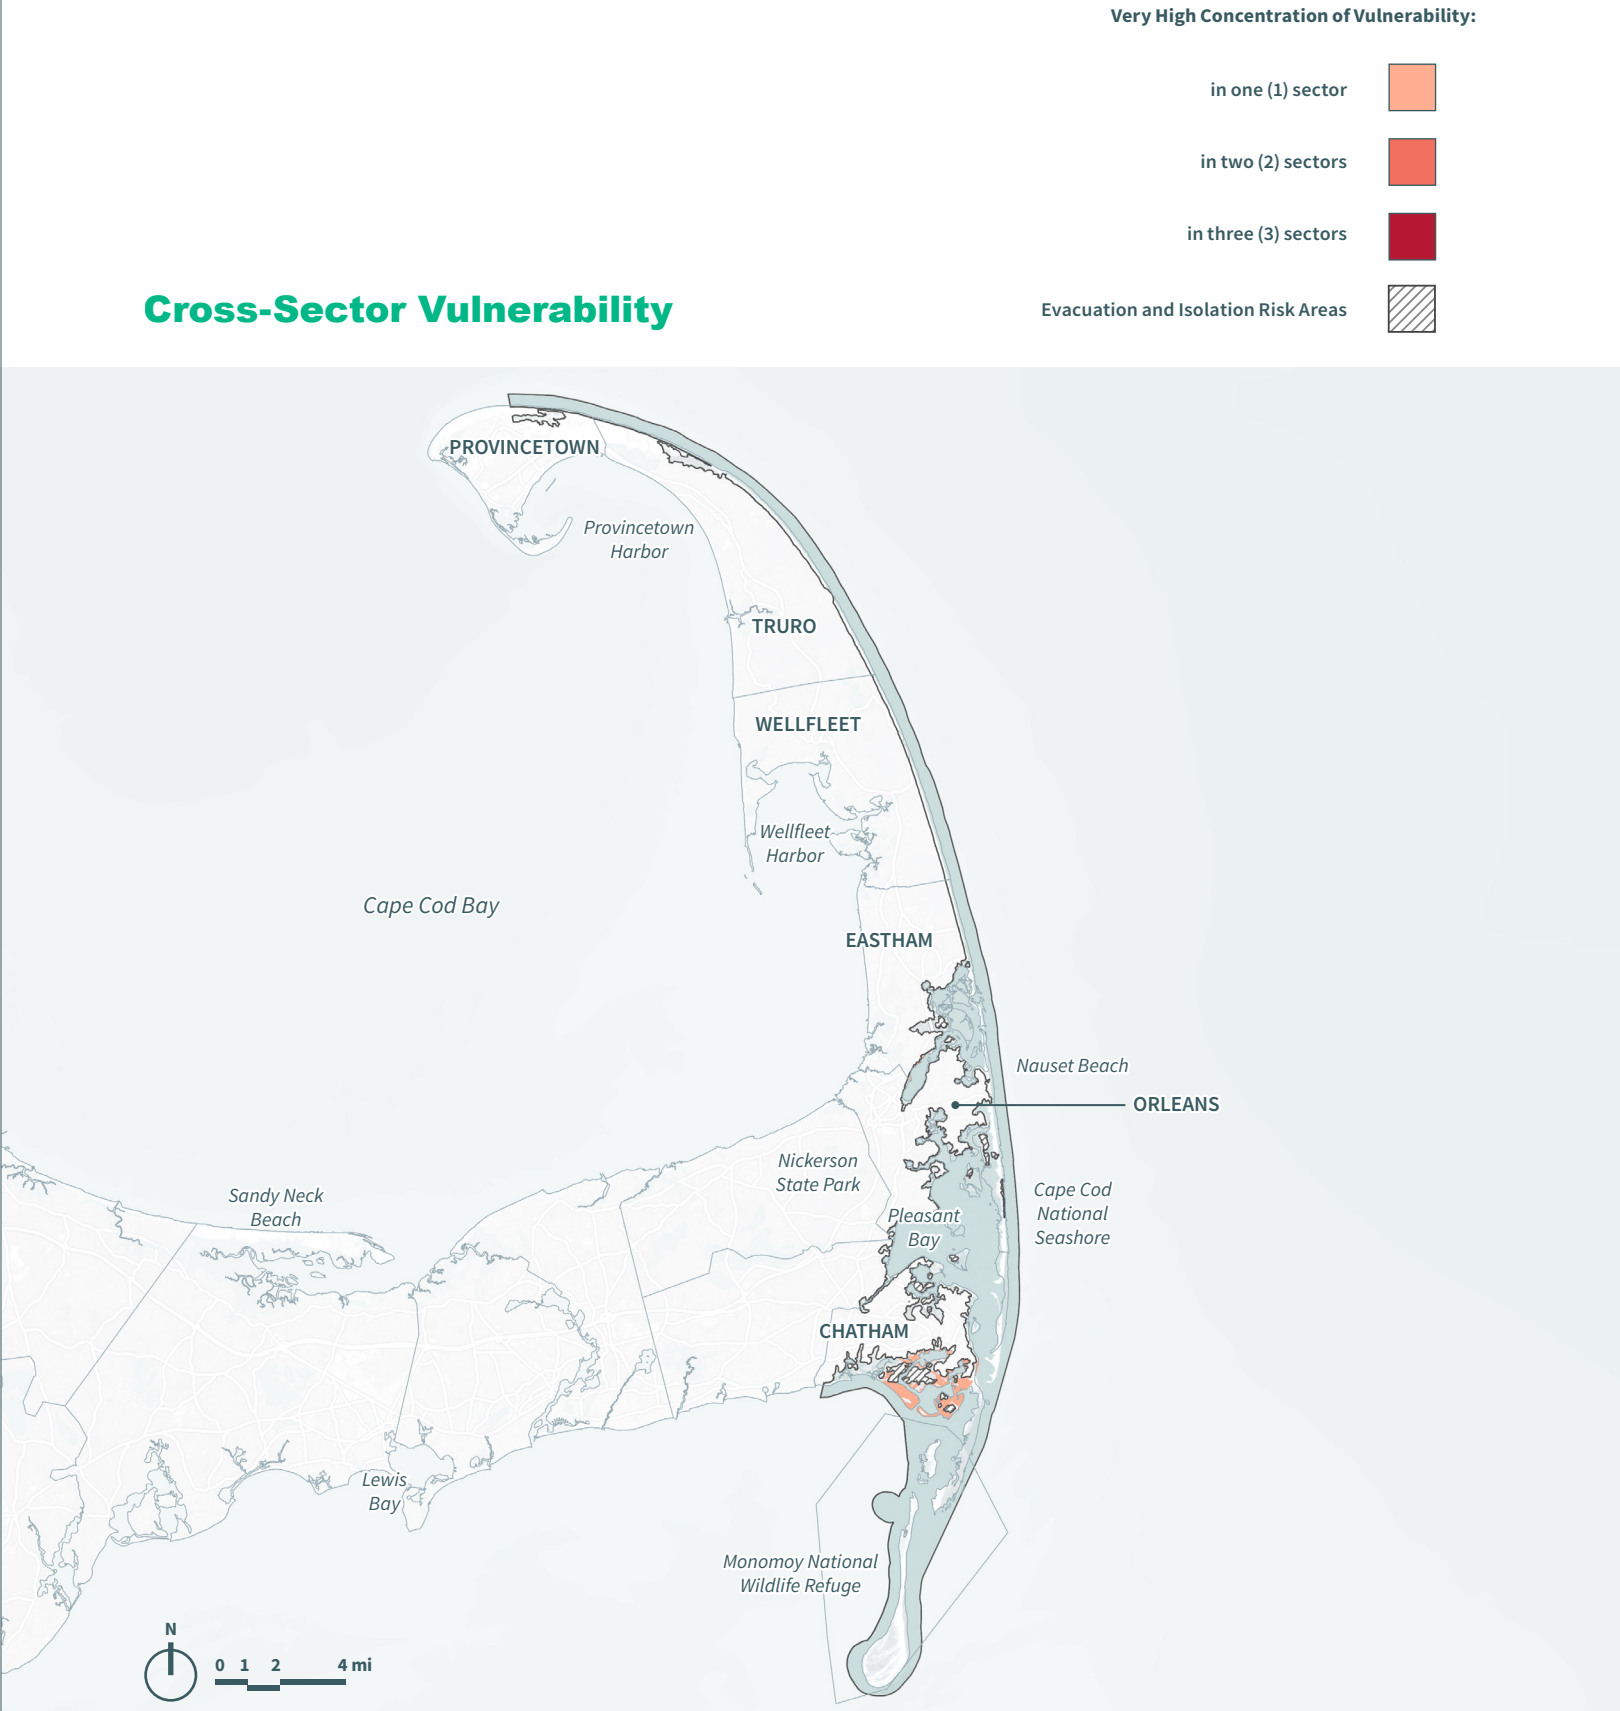 Very High Concentration of Vulnerability:
in one (1) sector
in two (2) sectors
in three (3) sectors
Cross-Sector Vulnerability
Evacuation and Isolation Risk Areas
PROVINCETOWN
Provincetown
Harbor
TRURO
WELLFLEET
Wellfleet
Harbor
Cape Cod Bay
EASTHAM
Nauset Beach
ORLEANS
Nickerson
State Park
Sandy Neck
Beach
Cape Cod
National
Seashore
Pleasant
Bay
CHATHAM
Lewis
Bay
Monomoy National
Wildlife Refuge
N
0 1 2 4 mi